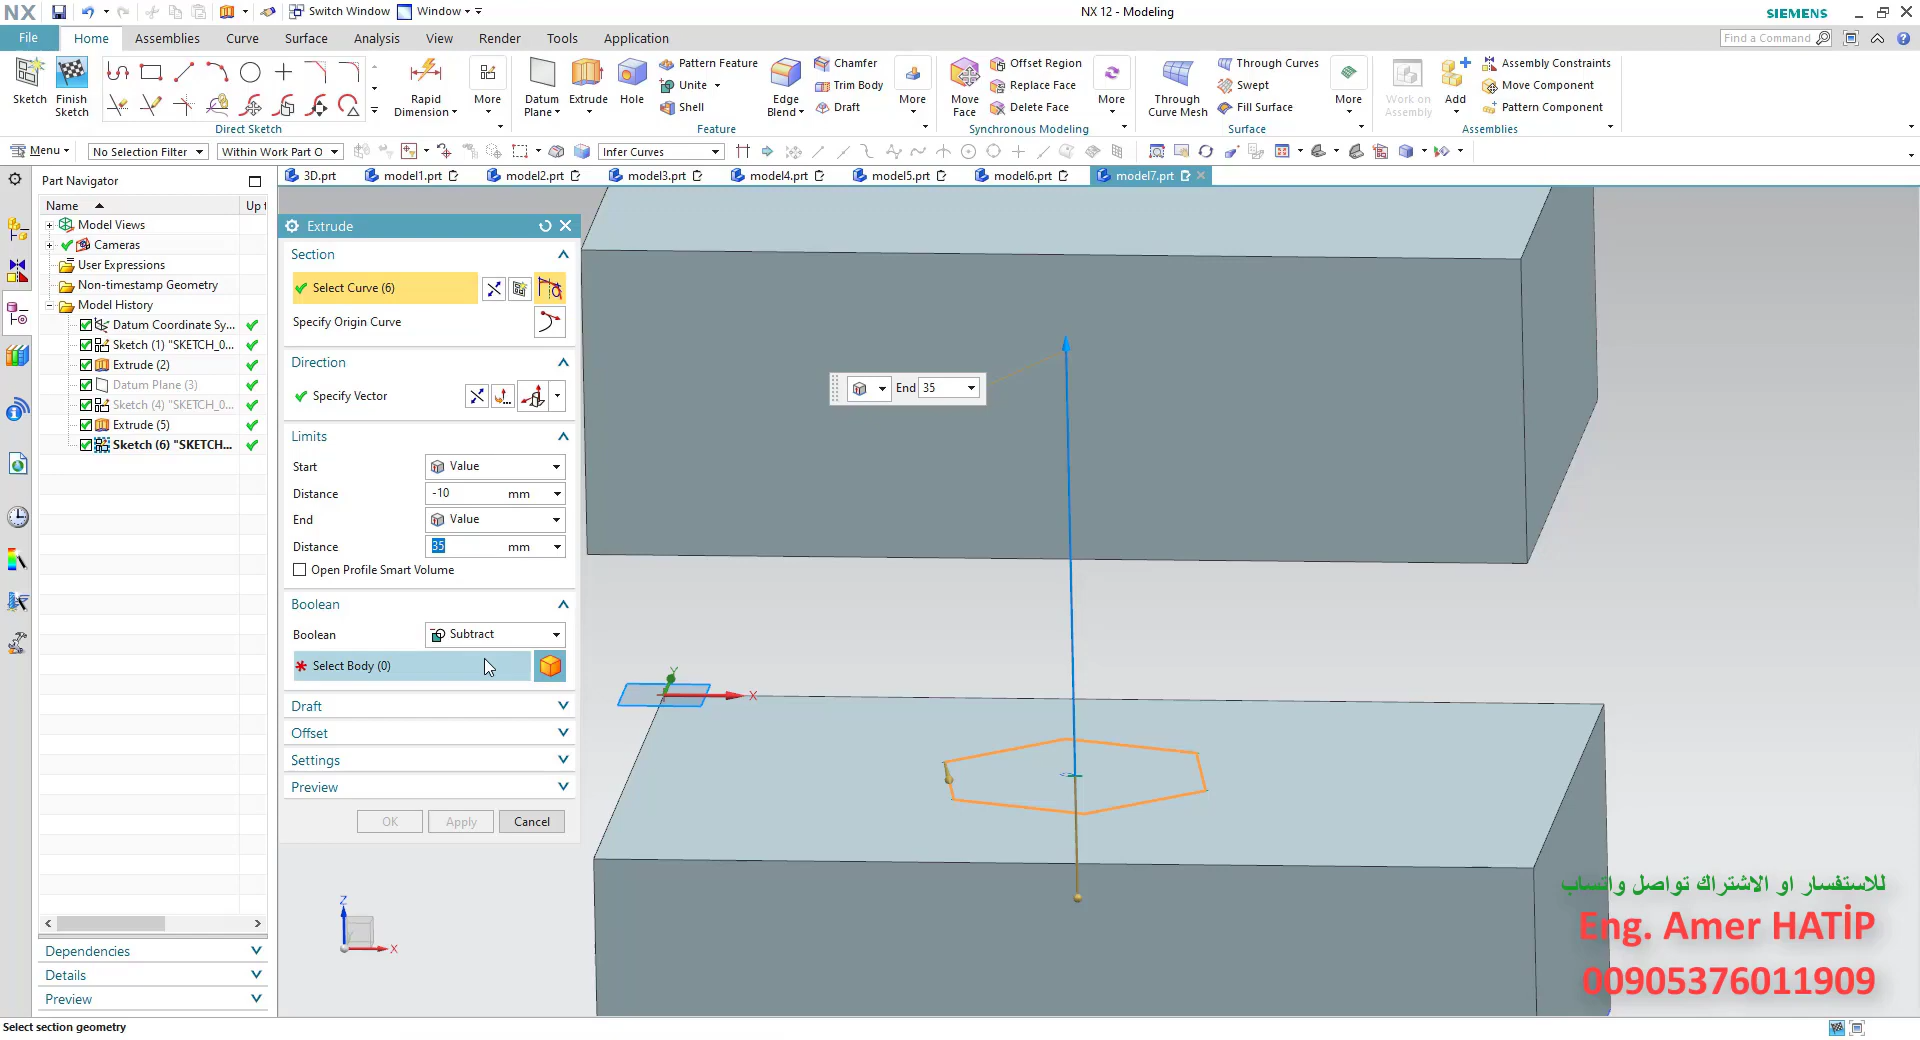 NX
Switch Window
Window
NX 12 - Modeling
SIEMENS
File
Home
Assemblies
Curve
Surface
Analysis
View
Render
Tools
Application
Find a Command
Sketch
Finish Sketch
Direct Sketch
Rapid Dimension
More
Datum Plane
Extrude
Hole
Pattern Feature
Unite
Shell
Edge Blend
Chamfer
Trim Body
Draft
More
Feature
Move Face
Offset Region
Replace Face
Delete Face
More
Synchronous Modeling
Through Curve Mesh
Through Curves
Swept
Fill Surface
More
Surface
Work on Assembly
Add
Assembly Constraints
Move Component
Pattern Component
Assemblies
Menu
No Selection Filter
Within Work Part O
Infer Curves
3D.prt
model1.prt
model2.prt
model3.prt
model4.prt
model5.prt
model6.prt
model7.prt
Part Navigator
Name
Up t
Model Views
Cameras
User Expressions
Non-timestamp Geometry
Model History
Datum Coordinate Sy...
Sketch (1) "SKETCH_0...
Extrude (2)
Datum Plane (3)
Sketch (4) "SKETCH_0...
Extrude (5)
Sketch (6) "SKETCH...
Dependencies
Details
Preview
Extrude
Section
Select Curve (6)
Specify Origin Curve
Direction
Specify Vector
Limits
Start
Value
Distance
-10 mm
End
Value
Distance
35 mm
Open Profile Smart Volume
Boolean
Boolean
Subtract
Select Body (0)
Draft
Offset
Settings
Preview
OK
Apply
Cancel
End 35
Y
X
Z
X
للاستفسار او الاشتراك تواصل واتساب
Eng. Amer HATİP
00905376011909
Select section geometry